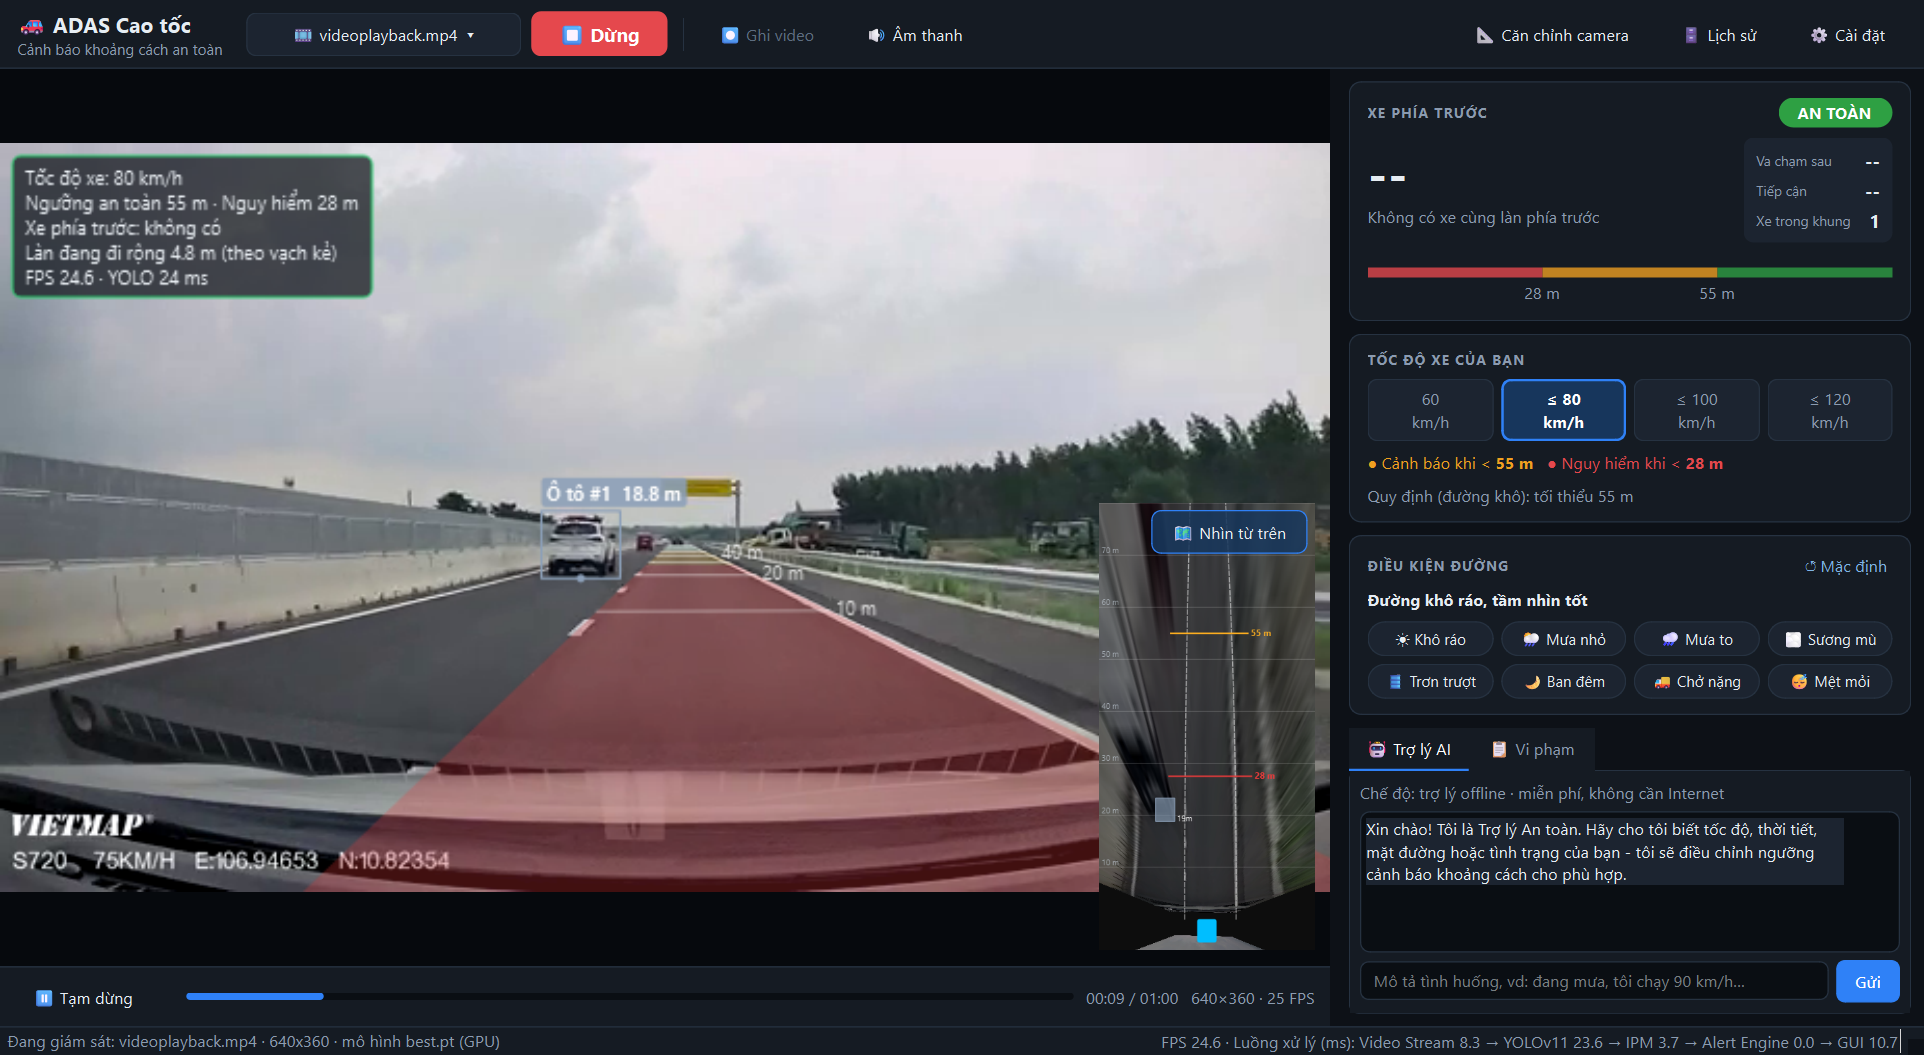 ADAS Cao tốc
Cảnh báo khoảng cách an toàn
videoplayback.mp4
Dừng
Ghi video
Âm thanh
Căn chỉnh camera
Lịch sử
Cài đặt
Tốc độ xe: 80 km/h
Ngưỡng an toàn 55 m · Nguy hiểm 28 m
Xe phía trước: không có
Làn đang đi rộng 4.8 m (theo vạch kẻ)
FPS 24.6 · YOLO 24 ms
Ô tô #1 18.8 m
40 m
20 m
10 m
VIETMAP
S720 75KM/H E:106.94653 N:10.82354
Nhìn từ trên
70 m
60 m
55 m
50 m
40 m
30 m
28 m
20 m
19m
10 m
XE PHÍA TRƯỚC
AN TOÀN
--
Không có xe cùng làn phía trước
Va chạm sau --
Tiếp cận --
Xe trong khung 1
28 m
55 m
TỐC ĐỘ XE CỦA BẠN
60 km/h
≤ 80 km/h
≤ 100 km/h
≤ 120 km/h
● Cảnh báo khi < 55 m ● Nguy hiểm khi < 28 m
Quy định (đường khô): tối thiểu 55 m
ĐIỀU KIỆN ĐƯỜNG
Mặc định
Đường khô ráo, tầm nhìn tốt
Khô ráo
Mưa nhỏ
Mưa to
Sương mù
Trơn trượt
Ban đêm
Chở nặng
Mệt mỏi
Trợ lý AI
Vi phạm
Chế độ: trợ lý offline · miễn phí, không cần Internet
Xin chào! Tôi là Trợ lý An toàn. Hãy cho tôi biết tốc độ, thời tiết,
mặt đường hoặc tình trạng của bạn - tôi sẽ điều chỉnh ngưỡng
cảnh báo khoảng cách cho phù hợp.
Mô tả tình huống, vd: đang mưa, tôi chạy 90 km/h...
Gửi
Tạm dừng
00:09 / 01:00 640×360 · 25 FPS
Đang giám sát: videoplayback.mp4 · 640x360 · mô hình best.pt (GPU)
FPS 24.6 · Luồng xử lý (ms): Video Stream 8.3 → YOLOv11 23.6 → IPM 3.7 → Alert Engine 0.0 → GUI 10.7